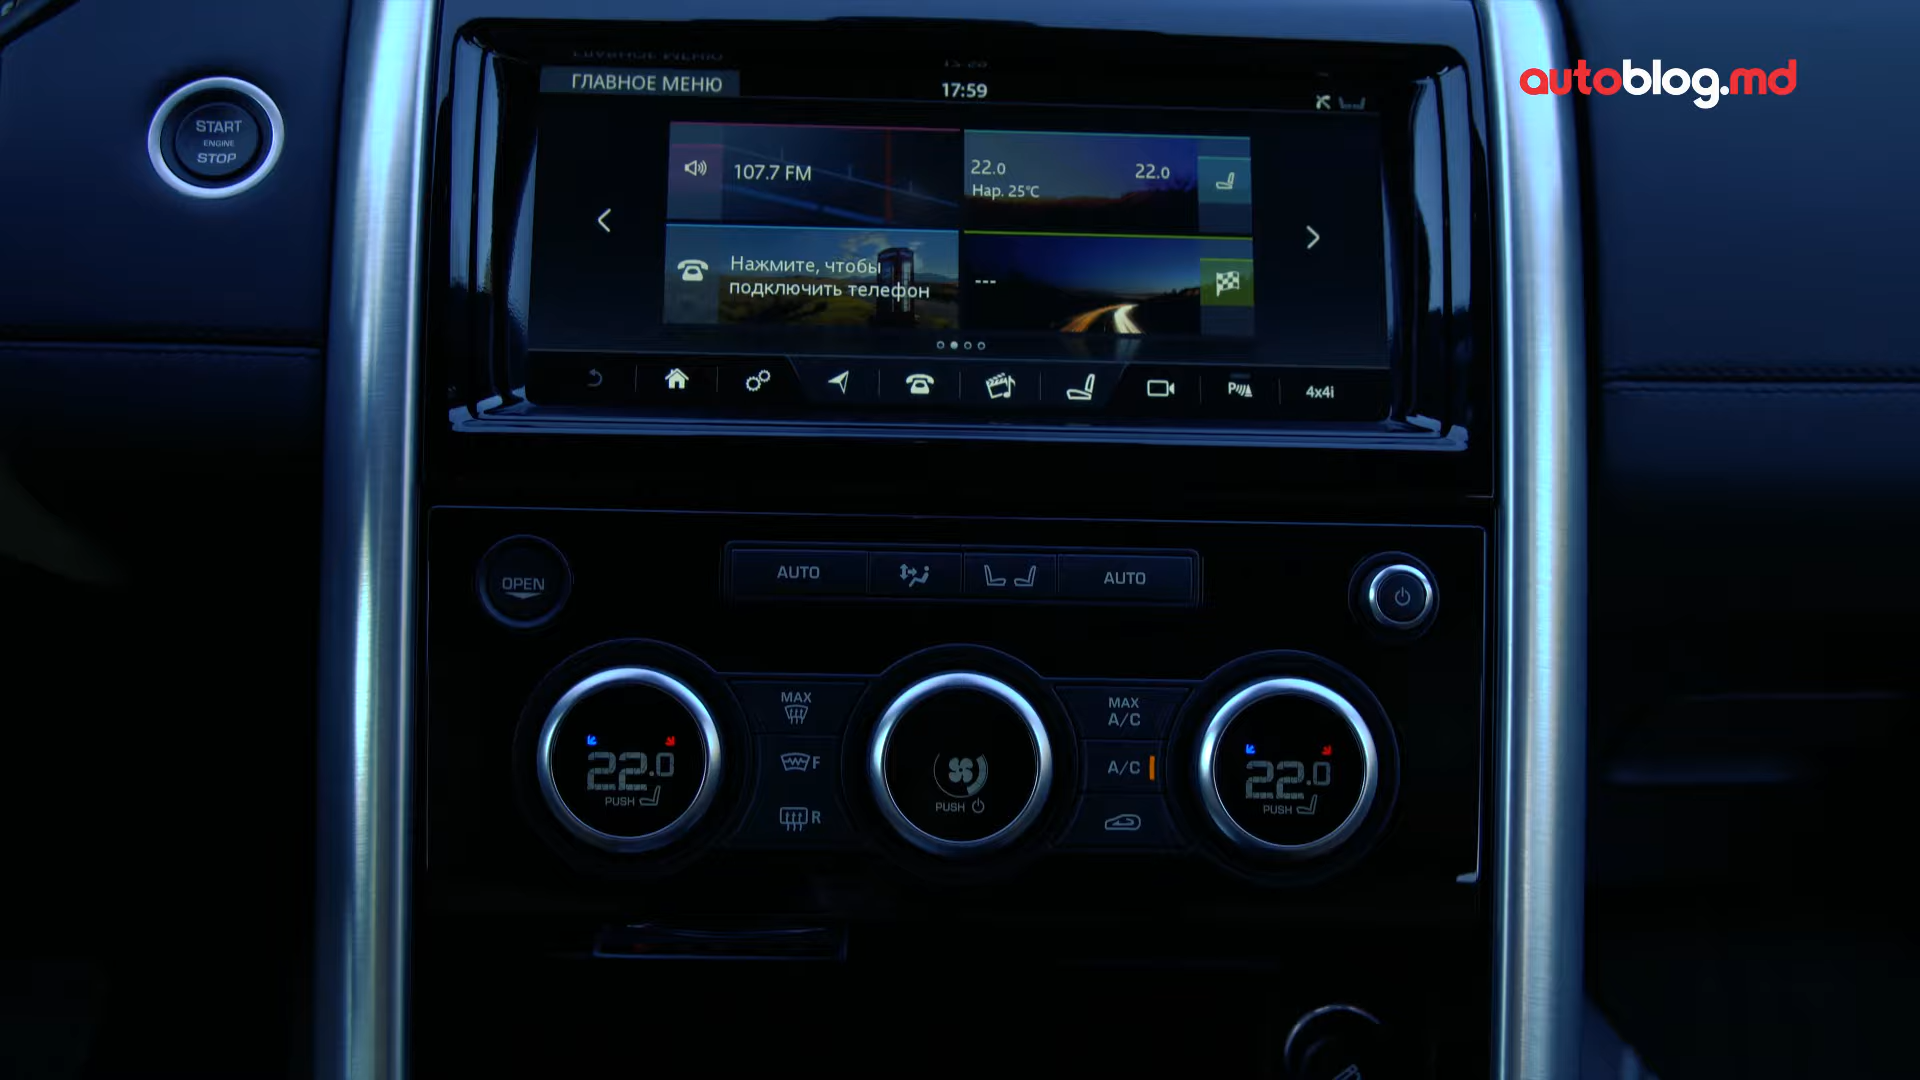 autoblog.md
START
ENGINE
STOP
ГЛАВНОЕ МЕНЮ
17:59
107.7 FM
22.0
22.0
Нар. 25°C
Нажмите, чтобы
подключить телефон
---
4x4i
OPEN
AUTO
AUTO
MAX
F
R
MAX
A/C
A/C
22.0
PUSH
PUSH
22.0
PUSH